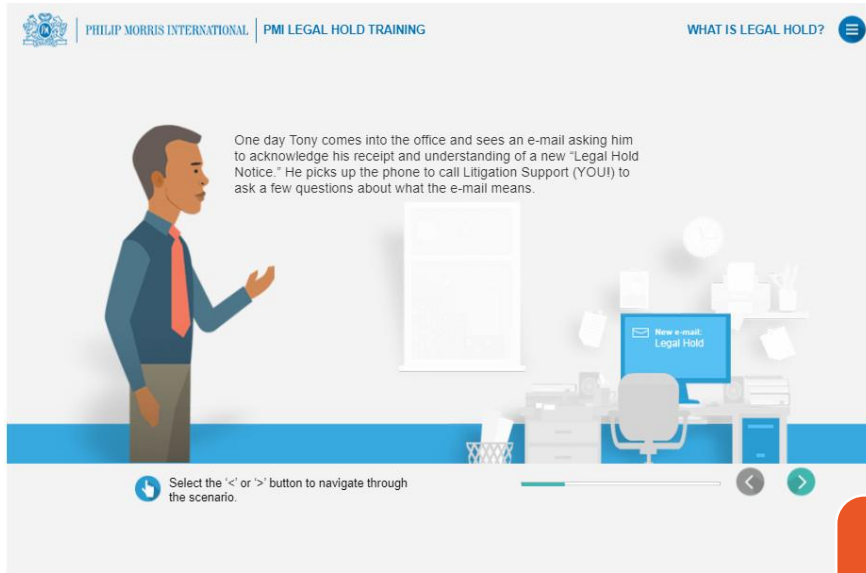 PHILIP MORRIS INTERNATIONAL
PMI LEGAL HOLD TRAINING
WHAT IS LEGAL HOLD?
One day Tony comes into the office and sees an e-mail asking him
to acknowledge his receipt and understanding of a new “Legal Hold
Notice.” He picks up the phone to call Litigation Support (YOU!) to
ask a few questions about what the e-mail means.
New e-mail:
Legal Hold
Select the ‘<’ or ‘>’ button to navigate through
the scenario.